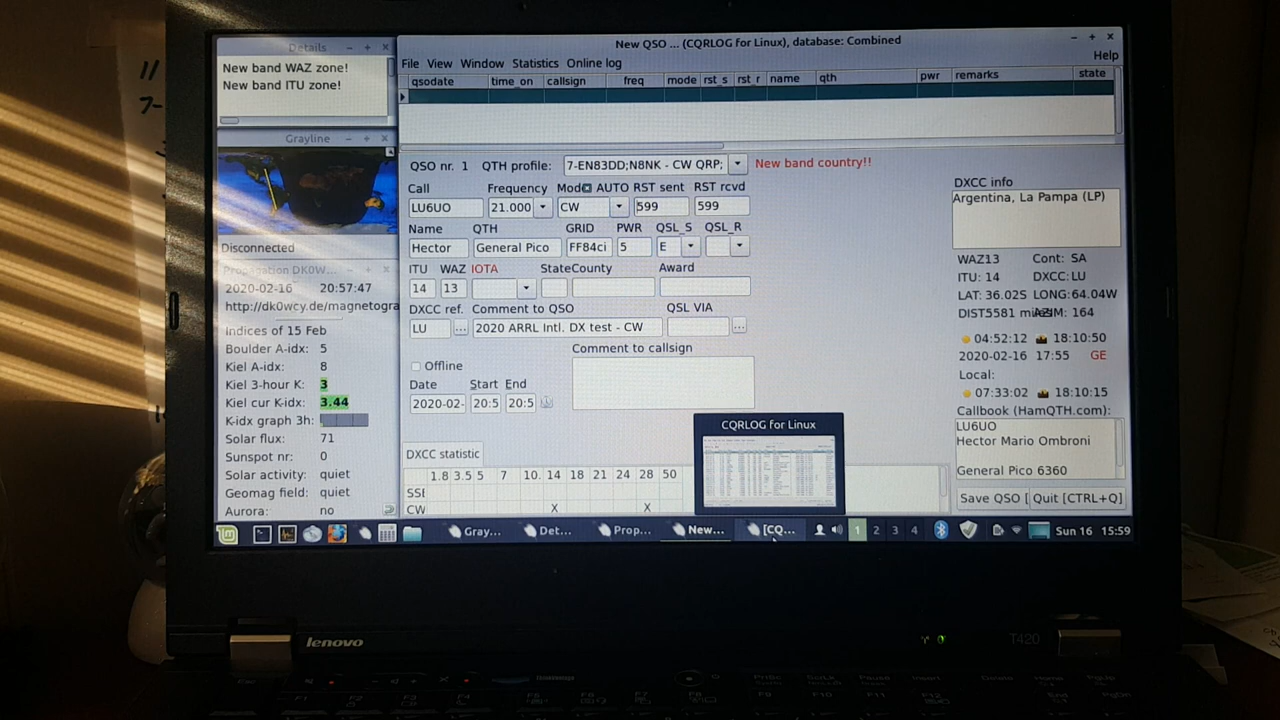 Details
New band WAZ zone!
New band ITU zone!
Grayline
Disconnected
Propagation DK0W...
2020-02-16 20:57:47
http://dk0wcy.de/magnetogra
Indices of 15 Feb
Boulder A-idx: 5
Kiel A-idx: 8
Kiel 3-hour K: 3
Kiel cur K-idx: 3.44
K-idx graph 3h:
Solar flux: 71
Sunspot nr: 0
Solar activity: quiet
Geomag field: quiet
Aurora: no
New QSO ... (CQRLOG for Linux), database: Combined
File View Window Statistics Online log Help
qsodate time_on callsign freq mode rst_s rst_r name qth pwr remarks state
QSO nr. 1 QTH profile: 7-EN83DD;N8NK - CW QRP; New band country!!
Call Frequency Mode AUTO RST sent RST rcvd
LU6UO 21.000 CW 599 599
Name QTH GRID PWR QSL_S QSL_R
Hector General Pico FF84ci 5 E
ITU WAZ IOTA State County Award
14 13
DXCC ref. Comment to QSO QSL VIA
LU ... 2020 ARRL Intl. DX test - CW ...
Offline Comment to callsign
Date Start End
2020-02- 20:5 20:5
DXCC statistic
1.8 3.5 5 7 10. 14 18 21 24 28 50
SSE
CW X X
DXCC info
Argentina, La Pampa (LP)
WAZ13 Cont: SA
ITU: 14 DXCC: LU
LAT: 36.02S LONG: 64.04W
DIST5581 miles AZIM: 164
04:52:12 18:10:50
2020-02-16 17:55 GE
Local:
07:33:02 18:10:15
Callbook (HamQTH.com):
LU6UO
Hector Mario Ombroni
General Pico 6360
Save QSO [ Quit [CTRL+Q]
CQRLOG for Linux
Gray... Det... Prop... New... [CQ... 1 2 3 4 Sun 16 15:59
lenovo
T420